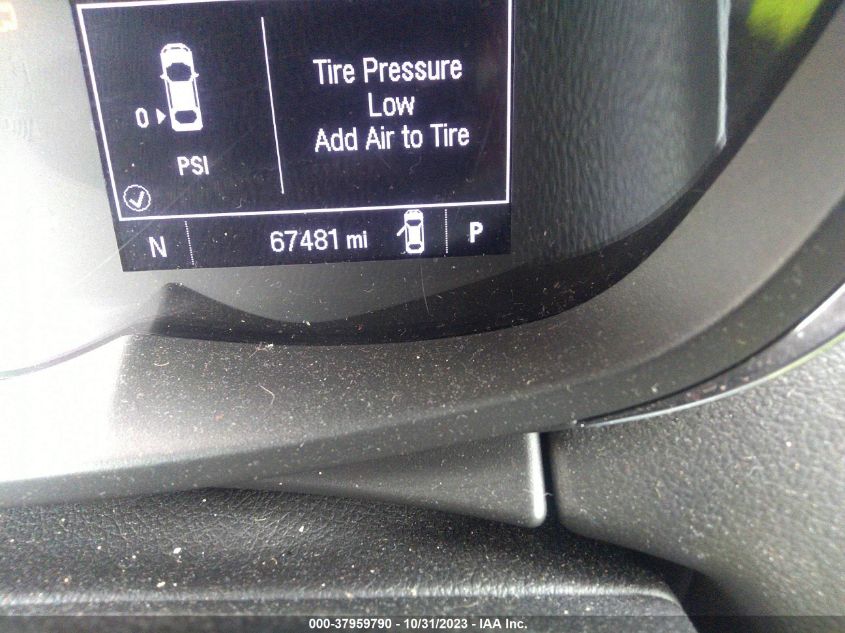 Tire Pressure
Low
Add Air to Tire
0
PSI
N 67481 mi P
000-37959790 - 10/31/2023 - IAA Inc.